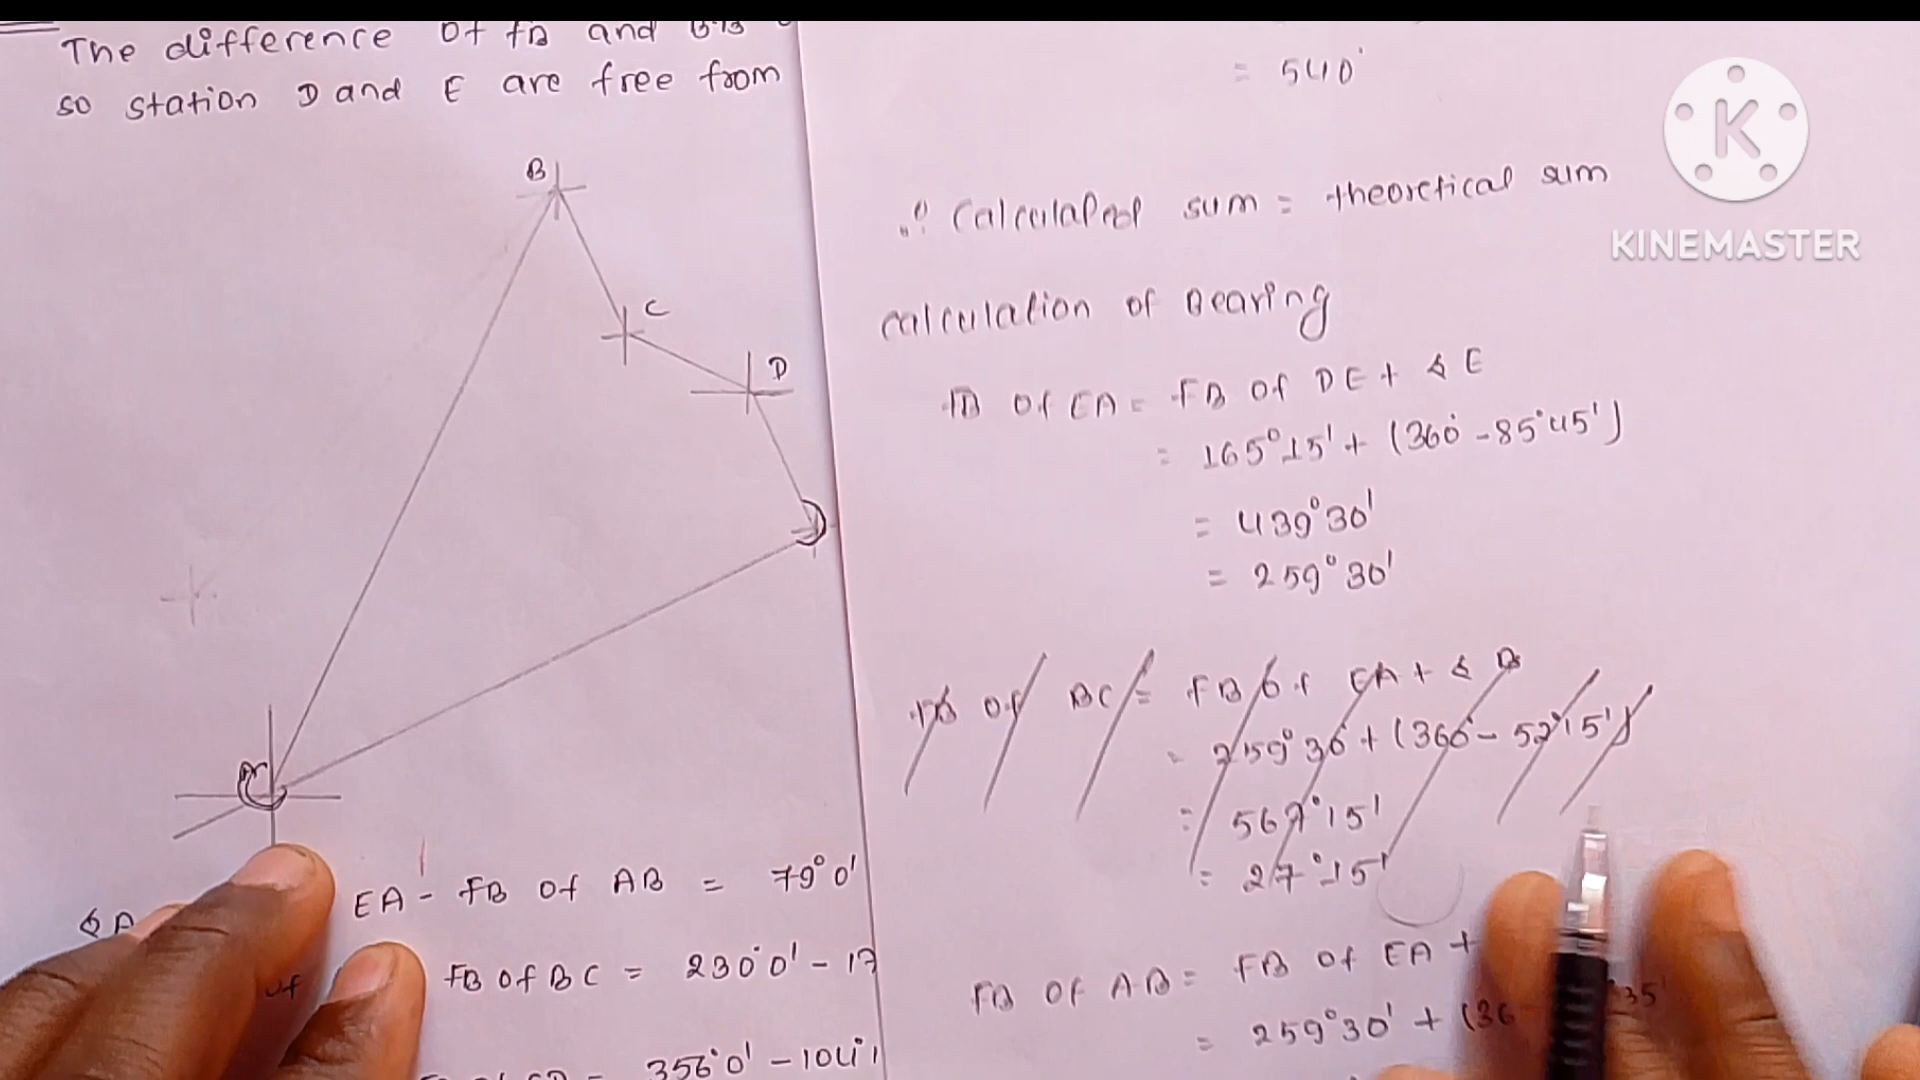 The difference of FB and B.B
so station D and E are free from
B
C
D
A
EA - FB of AB = 79°0'
∡A
of FB of BC = 230°0' - 17
356°0' - 104°1
= 540°
∴ Calculated sum = theoretical sum
calculation of Bearing
FB of EA = FB of DE + ∡E
= 165°15' + (360° - 85°45')
= 439°30'
= 259°30'
FB of BC = FB of EA + ∡B
= 259°30 + (360° - 52°15')
= 567°15'
= 27°15'
FB of AB = FB of EA +
= 259°30' + (36 35'
K
KINEMASTER